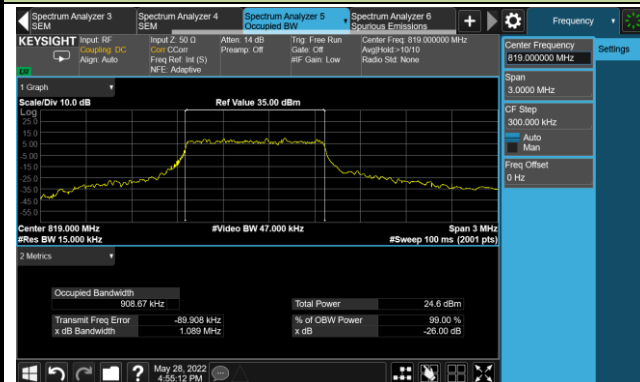 Spectrum Analyzer 3
SEM
Spectrum Analyzer 4
SEM
Spectrum Analyzer 5
Occupied BW
Spectrum Analyzer 6
Spurious Emissions
Frequency
KEYSIGHT
Input: RF
Coupling: DC
Align: Auto
Input Z: 50 Ω
Corr CCorr
Freq Ref: Int (S)
NFE: Adaptive
Atten: 14 dB
Preamp: Off
Trig: Free Run
Gate: Off
#IF Gain: Low
Center Freq: 819.000000 MHz
Avg|Hold:>10/10
Radio Std: None
Center Frequency
819.000000 MHz
Settings
Span
3.0000 MHz
CF Step
300.000 kHz
Auto
Man
Freq Offset
0 Hz
1 Graph
Scale/Div 10.0 dB
Ref Value 35.00 dBm
Log
25.0
15.0
5.00
-5.00
-15.0
-25.0
-35.0
-45.0
-55.0
Center 819.000 MHz
#Video BW 47.000 kHz
Span 3 MHz
#Res BW 15.000 kHz
#Sweep 100 ms (2001 pts)
2 Metrics
Occupied Bandwidth
908.67 kHz
Total Power
24.6 dBm
Transmit Freq Error
-89.908 kHz
% of OBW Power
99.00 %
x dB Bandwidth
1.089 MHz
x dB
-26.00 dB
May 28, 2022
4:55:12 PM